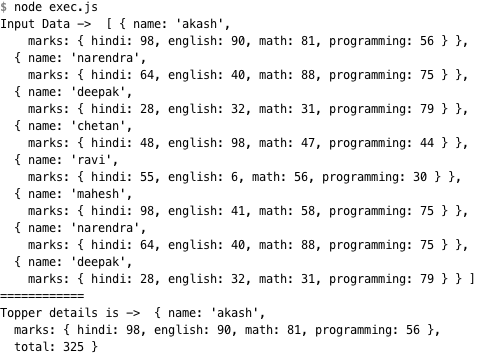 $ node exec.js
Input Data ->  [ { name: 'akash',
    marks: { hindi: 98, english: 90, math: 81, programming: 56 } },
  { name: 'narendra',
    marks: { hindi: 64, english: 40, math: 88, programming: 75 } },
  { name: 'deepak',
    marks: { hindi: 28, english: 32, math: 31, programming: 79 } },
  { name: 'chetan',
    marks: { hindi: 48, english: 98, math: 47, programming: 44 } },
  { name: 'ravi',
    marks: { hindi: 55, english: 6, math: 56, programming: 30 } },
  { name: 'mahesh',
    marks: { hindi: 98, english: 41, math: 58, programming: 75 } },
  { name: 'narendra',
    marks: { hindi: 64, english: 40, math: 88, programming: 75 } },
  { name: 'deepak',
    marks: { hindi: 28, english: 32, math: 31, programming: 79 } } ]
============
Topper details is ->  { name: 'akash',
  marks: { hindi: 98, english: 90, math: 81, programming: 56 },
  total: 325 }